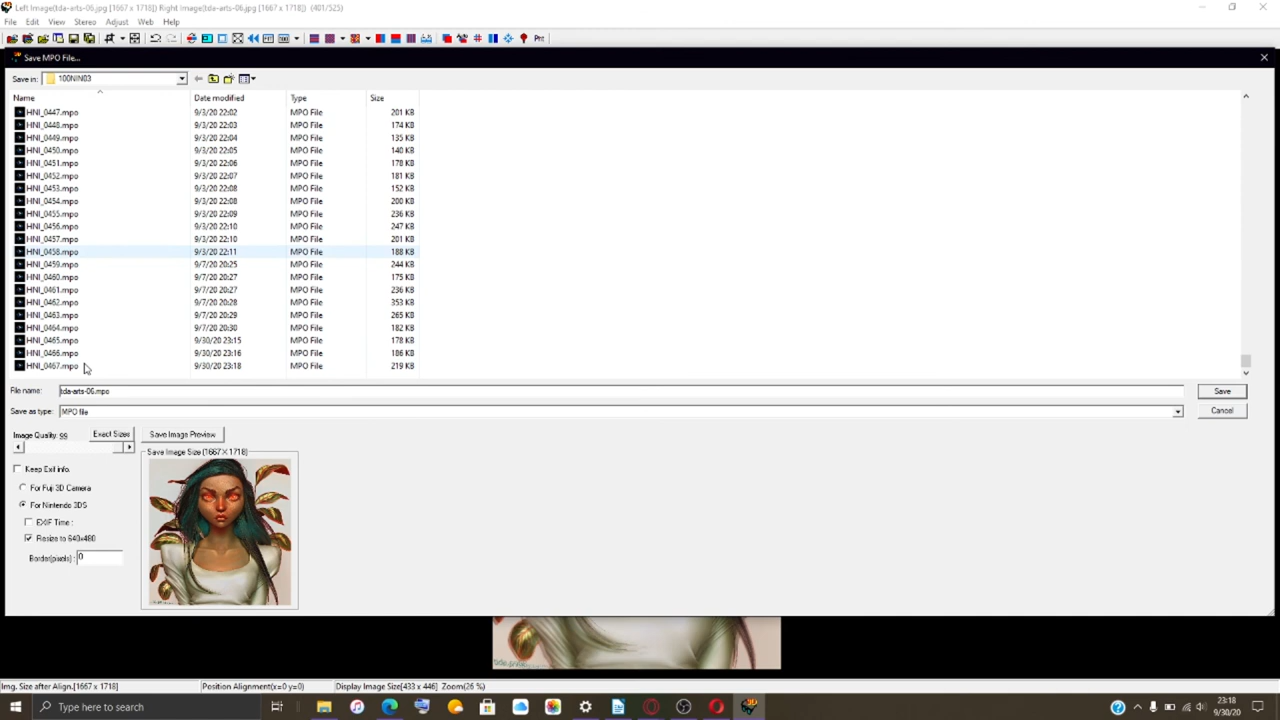 Left Image(tda-arts-06.jpg [1667 x 1718]) Right Image(tda-arts-06.jpg [1667 x 1718]) (401/525)
File Edit View Stereo Adjust Web Help
Pre
Save MPO File...
Save in: 100NIN03
Name Date modified Type Size
HNI_0447.mpo 9/3/20 22:02 MPO File 201 KB
HNI_0448.mpo 9/3/20 22:03 MPO File 174 KB
HNI_0449.mpo 9/3/20 22:04 MPO File 135 KB
HNI_0450.mpo 9/3/20 22:05 MPO File 140 KB
HNI_0451.mpo 9/3/20 22:06 MPO File 178 KB
HNI_0452.mpo 9/3/20 22:07 MPO File 181 KB
HNI_0453.mpo 9/3/20 22:08 MPO File 152 KB
HNI_0454.mpo 9/3/20 22:08 MPO File 200 KB
HNI_0455.mpo 9/3/20 22:09 MPO File 236 KB
HNI_0456.mpo 9/3/20 22:10 MPO File 247 KB
HNI_0457.mpo 9/3/20 22:10 MPO File 201 KB
HNI_0458.mpo 9/3/20 22:11 MPO File 188 KB
HNI_0459.mpo 9/7/20 20:25 MPO File 244 KB
HNI_0460.mpo 9/7/20 20:27 MPO File 175 KB
HNI_0461.mpo 9/7/20 20:27 MPO File 236 KB
HNI_0462.mpo 9/7/20 20:28 MPO File 353 KB
HNI_0463.mpo 9/7/20 20:29 MPO File 265 KB
HNI_0464.mpo 9/7/20 20:30 MPO File 182 KB
HNI_0465.mpo 9/30/20 23:15 MPO File 178 KB
HNI_0466.mpo 9/30/20 23:16 MPO File 186 KB
HNI_0467.mpo 9/30/20 23:18 MPO File 219 KB
File name: tda-arts-06.mpo Save
Save as type: MPO file Cancel
Image Quality: 99 Exact Sizes Save Image Preview
Save Image Size (1667×1718)
Keep Exif info.
For Fuji 3D Camera
For Nintendo 3DS
EXIF Time :
Resize to 640x480
Border(pixels) : 0
Img. Size after Align.[1667 x 1718] Position Alignment(x=0 y=0) Display Image Size[433 x 446] Zoom(26 %)
Type here to search
23:18
9/30/20